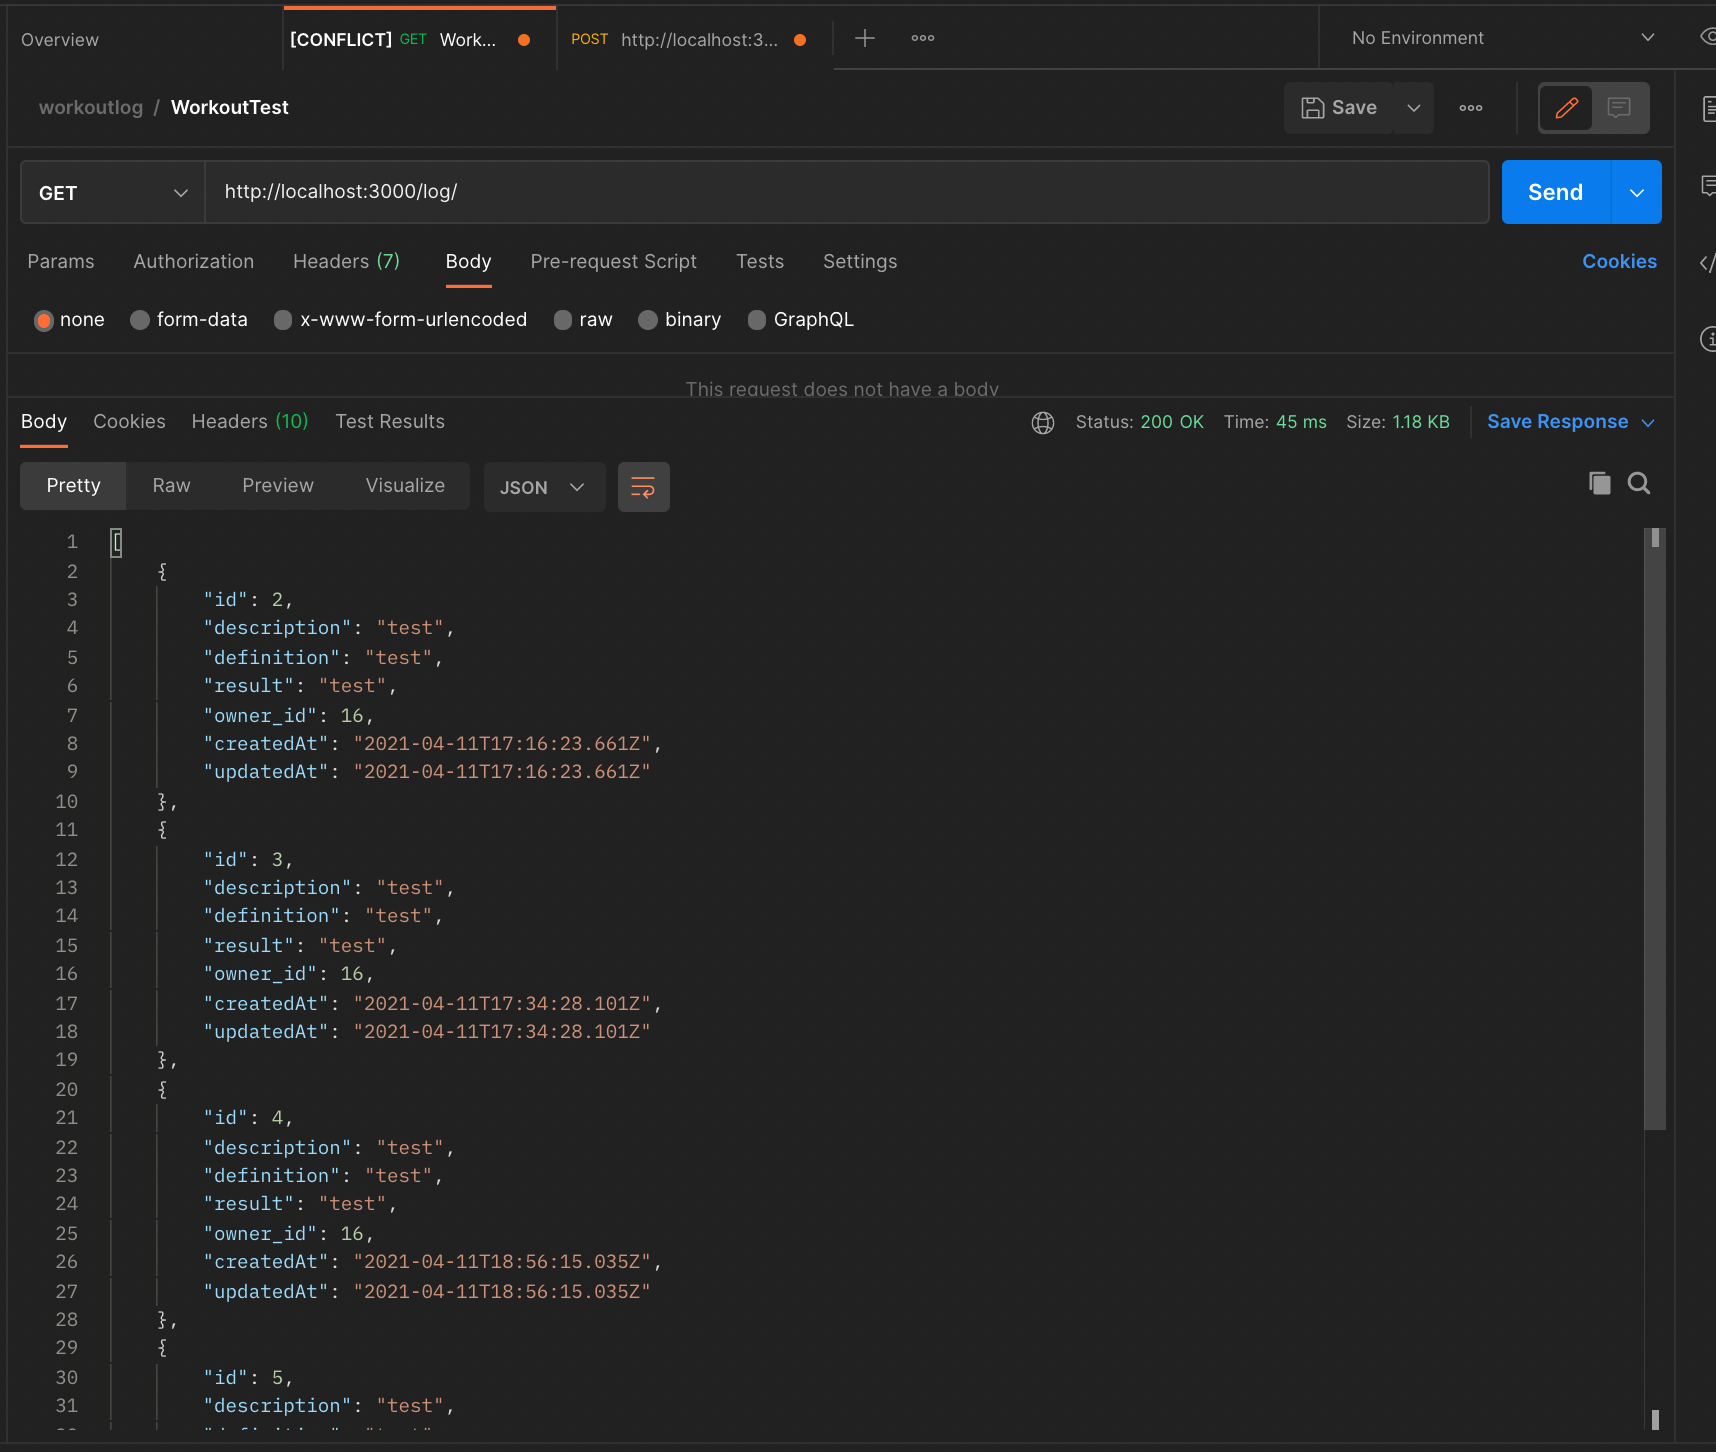 Overview
[CONFLICT] GET Work...
POST http://localhost:3...
No Environment
workoutlog / WorkoutTest
Save
GET
http://localhost:3000/log/
Send
Params Authorization Headers (7) Body Pre-request Script Tests Settings Cookies
none form-data x-www-form-urlencoded raw binary GraphQL
This request does not have a body
Body Cookies Headers (10) Test Results Status: 200 OK Time: 45 ms Size: 1.18 KB Save Response
Pretty Raw Preview Visualize JSON
1 [
2 {
3 "id": 2,
4 "description": "test",
5 "definition": "test",
6 "result": "test",
7 "owner_id": 16,
8 "createdAt": "2021-04-11T17:16:23.661Z",
9 "updatedAt": "2021-04-11T17:16:23.661Z"
10 },
11 {
12 "id": 3,
13 "description": "test",
14 "definition": "test",
15 "result": "test",
16 "owner_id": 16,
17 "createdAt": "2021-04-11T17:34:28.101Z",
18 "updatedAt": "2021-04-11T17:34:28.101Z"
19 },
20 {
21 "id": 4,
22 "description": "test",
23 "definition": "test",
24 "result": "test",
25 "owner_id": 16,
26 "createdAt": "2021-04-11T18:56:15.035Z",
27 "updatedAt": "2021-04-11T18:56:15.035Z"
28 },
29 {
30 "id": 5,
31 "description": "test",